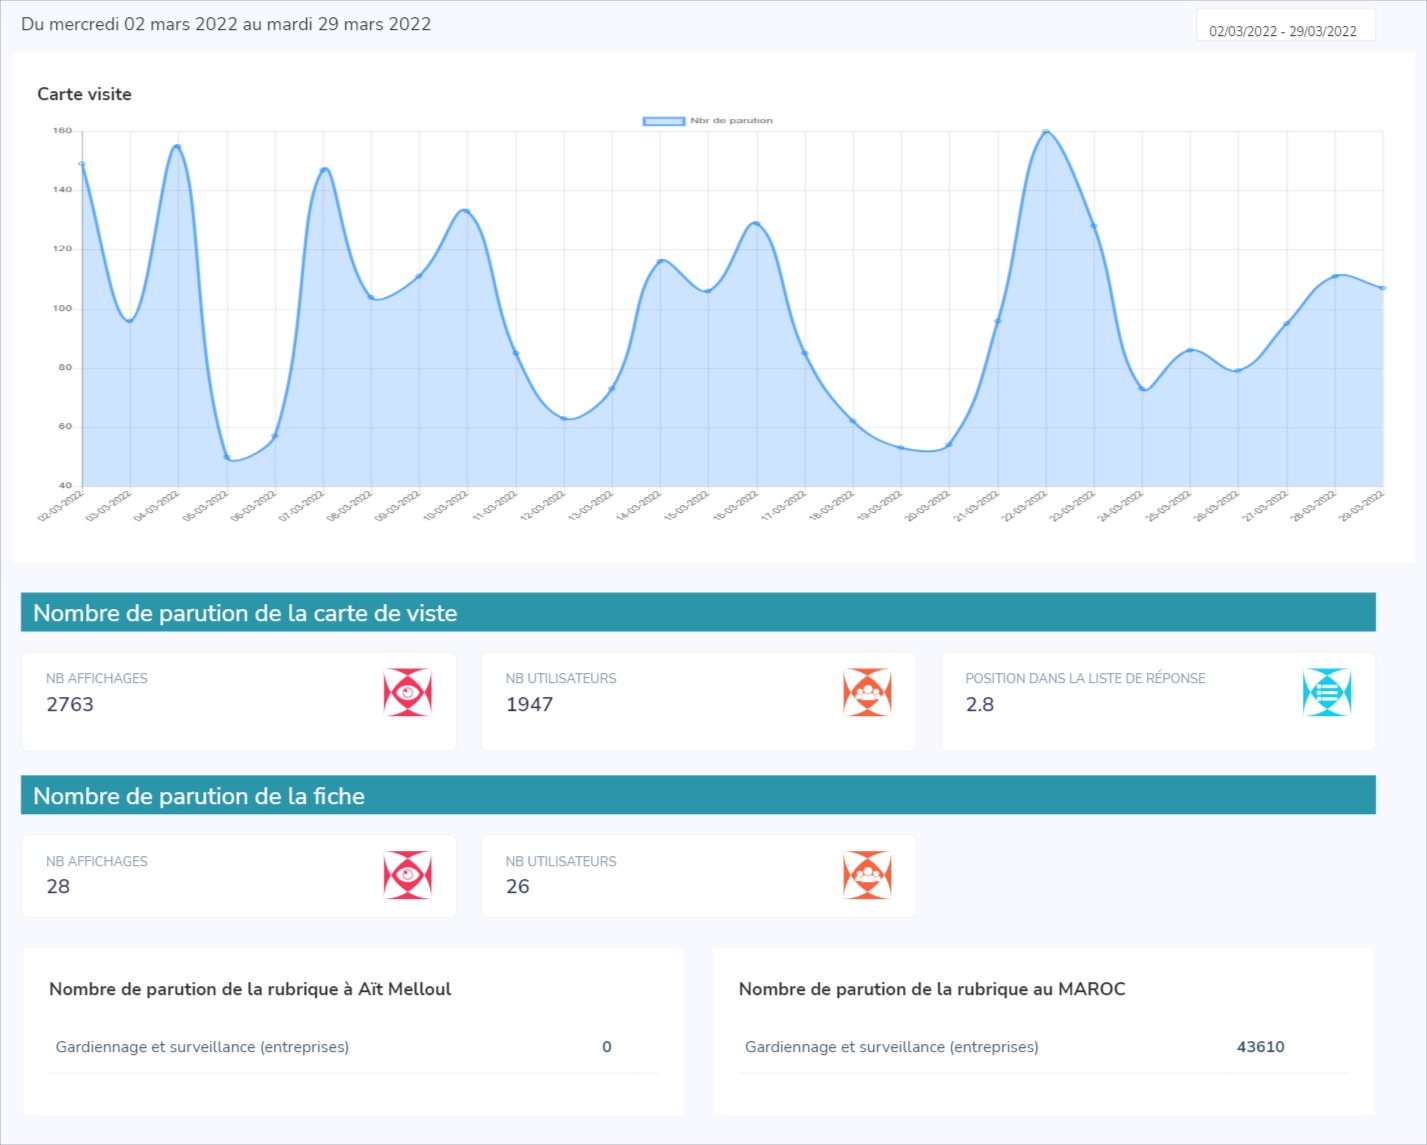 Du mercredi 02 mars 2022 au mardi 29 mars 2022
02/03/2022 - 29/03/2022
Carte visite
Nbr de parution
160
140
120
100
80
60
40
02-03-2022
03-03-2022
04-03-2022
05-03-2022
06-03-2022
07-03-2022
08-03-2022
09-03-2022
10-03-2022
11-03-2022
12-03-2022
13-03-2022
14-03-2022
15-03-2022
16-03-2022
17-03-2022
18-03-2022
19-03-2022
20-03-2022
21-03-2022
22-03-2022
23-03-2022
24-03-2022
25-03-2022
26-03-2022
27-03-2022
28-03-2022
29-03-2022
Nombre de parution de la carte de viste
NB AFFICHAGES
2763
NB UTILISATEURS
1947
POSITION DANS LA LISTE DE RÉPONSE
2.8
Nombre de parution de la fiche
NB AFFICHAGES
28
NB UTILISATEURS
26
Nombre de parution de la rubrique à Aït Melloul
Gardiennage et surveillance (entreprises) 0
Nombre de parution de la rubrique au MAROC
Gardiennage et surveillance (entreprises) 43610